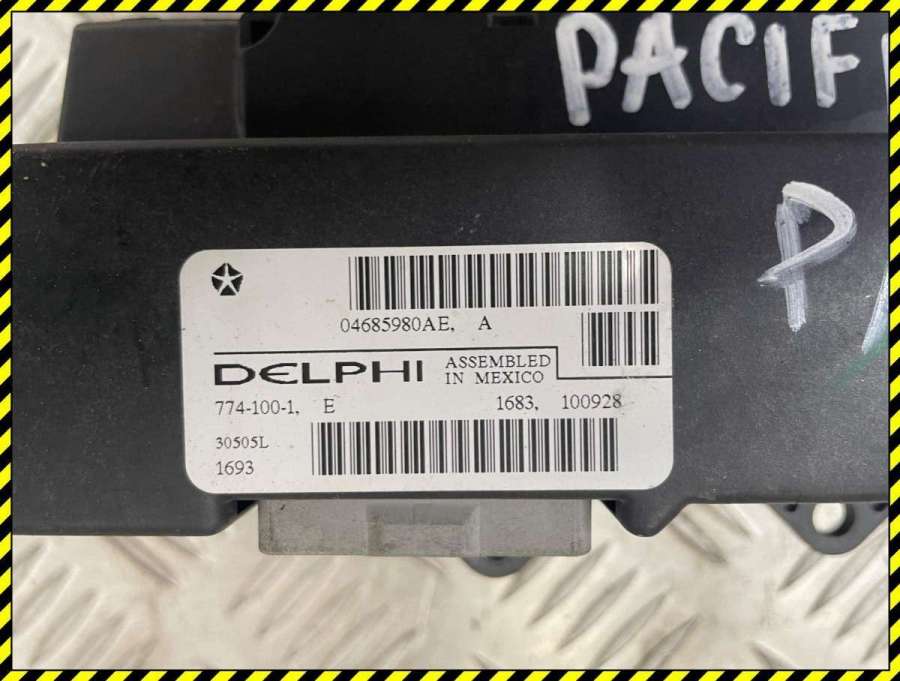 PACIF
P
04685980AE, A
DELPHI ASSEMBLED
IN MEXICO
774-100-1, E 1683, 100928
30505L
1693